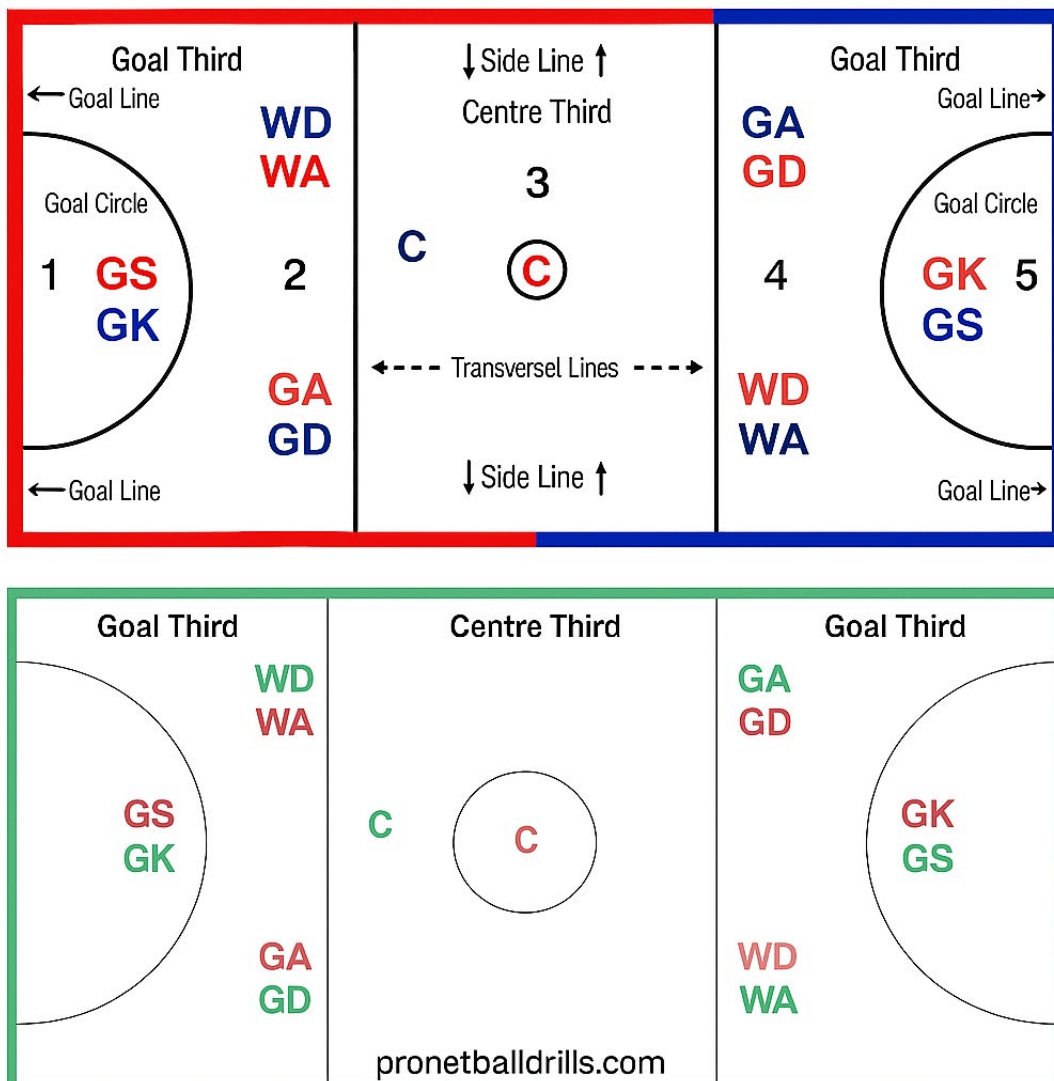 Goal Third
↓ Side Line ↑
Goal Third
← Goal Line
Centre Third
Goal Line→
WD
WA
3
GA
GD
Goal Circle
Goal Circle
1
GS
GK
2
C
C
4
GK
GS
5
← - - - Transversel Lines - - - →
GA
GD
WD
WA
← Goal Line
↓ Side Line ↑
Goal Line→
Goal Third
Centre Third
Goal Third
WD
WA
GA
GD
GS
GK
C
C
GK
GS
GA
GD
WD
WA
pronetballdrills.com